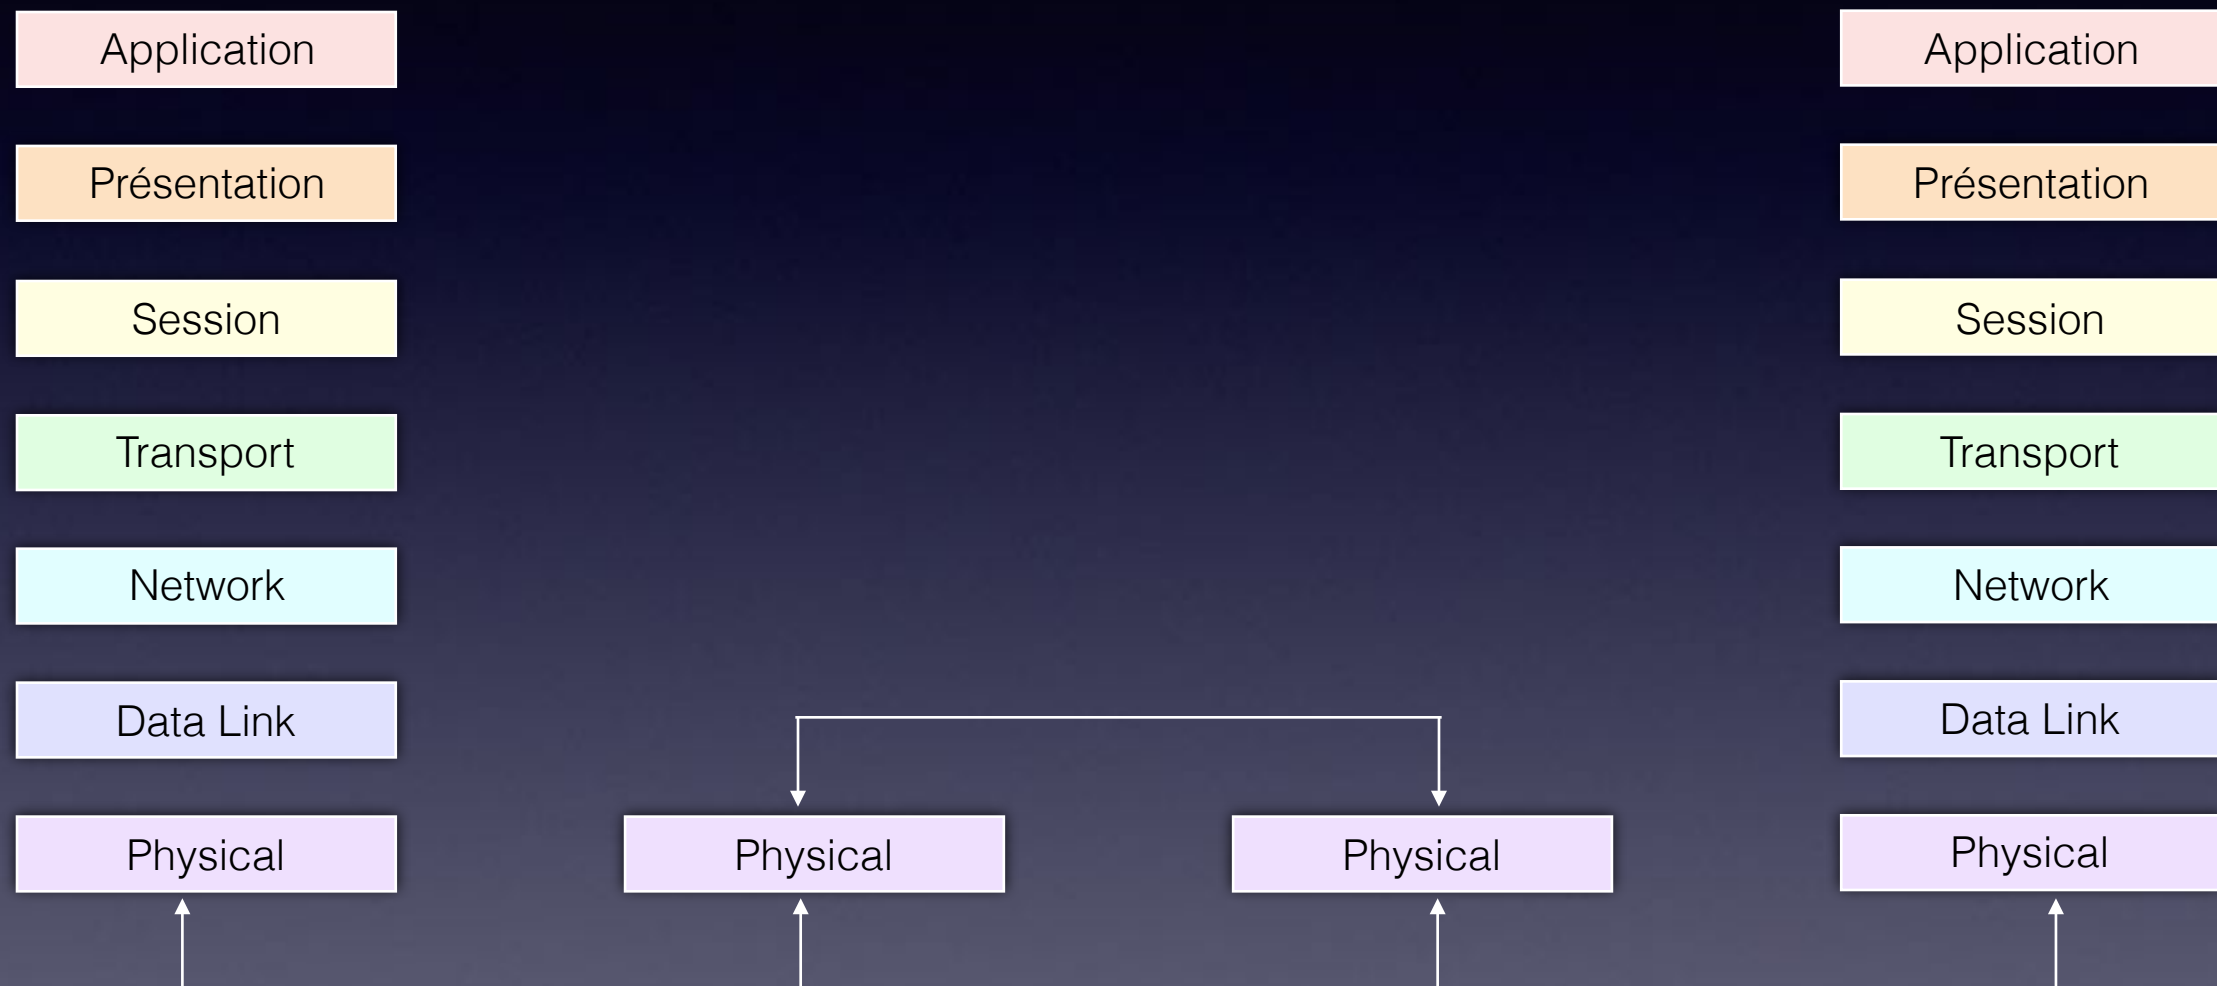 Application
Présentation
Session
Transport
Network
Data Link
Physical
Physical
Physical
Application
Présentation
Session
Transport
Network
Data Link
Physical